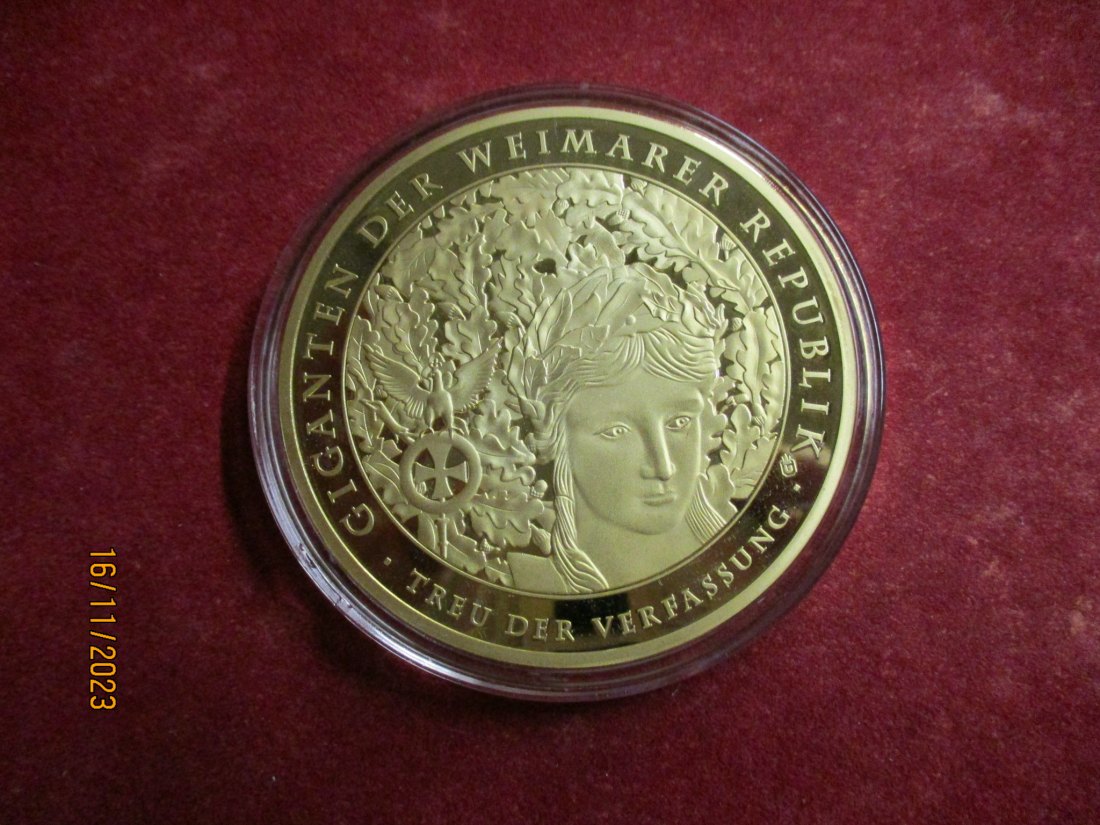 GIGANTEN DER WEIMARER REPUBLIK
· TREU DER VERFASSUNG ·
16/11/2023